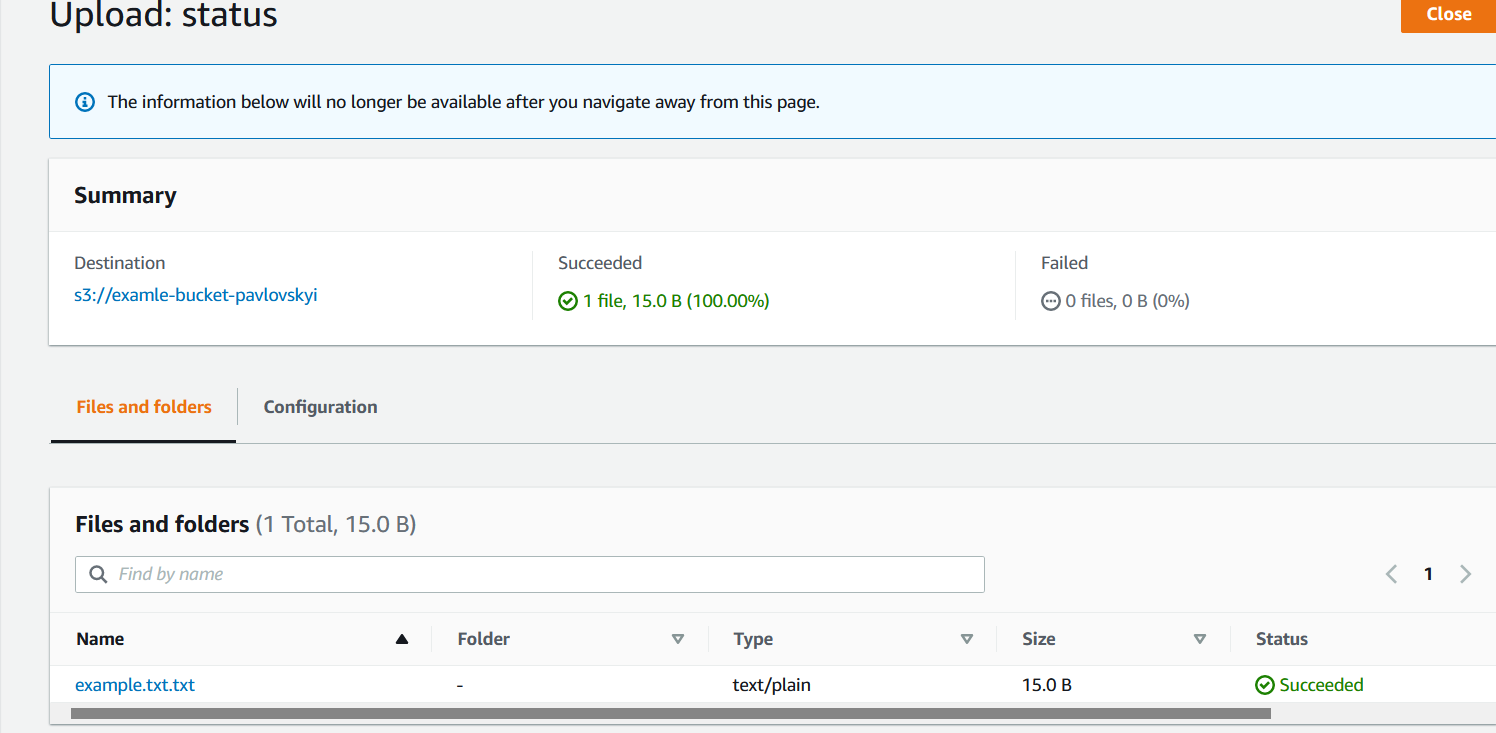 Upload: status
Close
The information below will no longer be available after you navigate away from this page.
Summary
Destination
s3://examle-bucket-pavlovskyi
Succeeded
1 file, 15.0 B (100.00%)
Failed
0 files, 0 B (0%)
Files and folders
Configuration
Files and folders (1 Total, 15.0 B)
Find by name
1
Name Folder Type Size Status
example.txt.txt - text/plain 15.0 B Succeeded